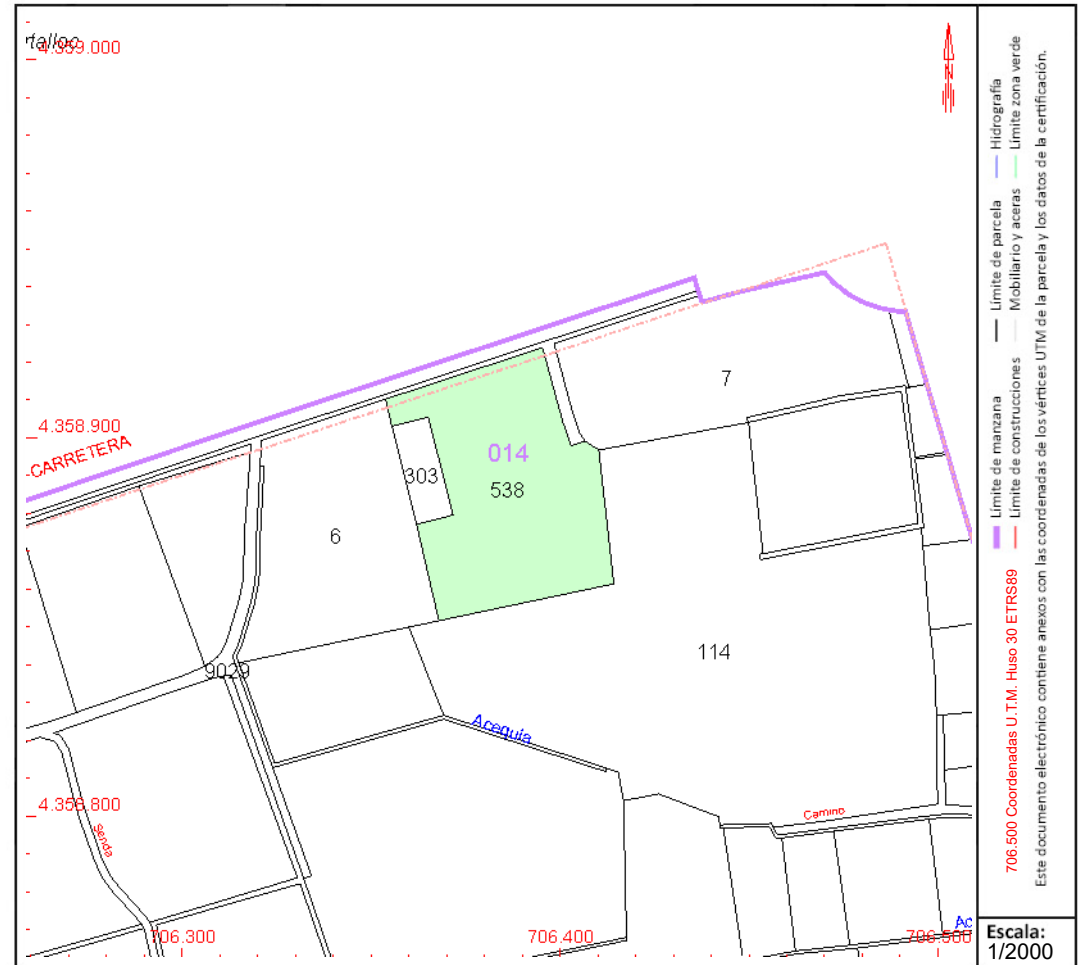 4.359.000
N
7
4.358.900
CARRETERA
014
303
538
6
114
9029
Acequia
4.358.800
Camino
Senda
706.300
706.400
706.500
Límite de manzana
Límite de parcela
Hidrografía
706.500 Coordenadas U.T.M. Huso 30 ETRS89
Límite de construcciones
Mobiliario y aceras
Límite zona verde
Este documento electrónico contiene anexos con las coordenadas de los vértices UTM de la parcela y los datos de la certificación.
Escala:
1/2000